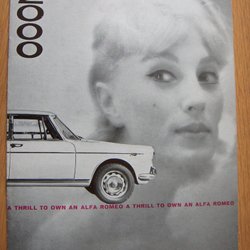 2000
A THRILL TO OWN AN ALFA ROMEO A THRILL TO OWN AN ALFA ROMEO